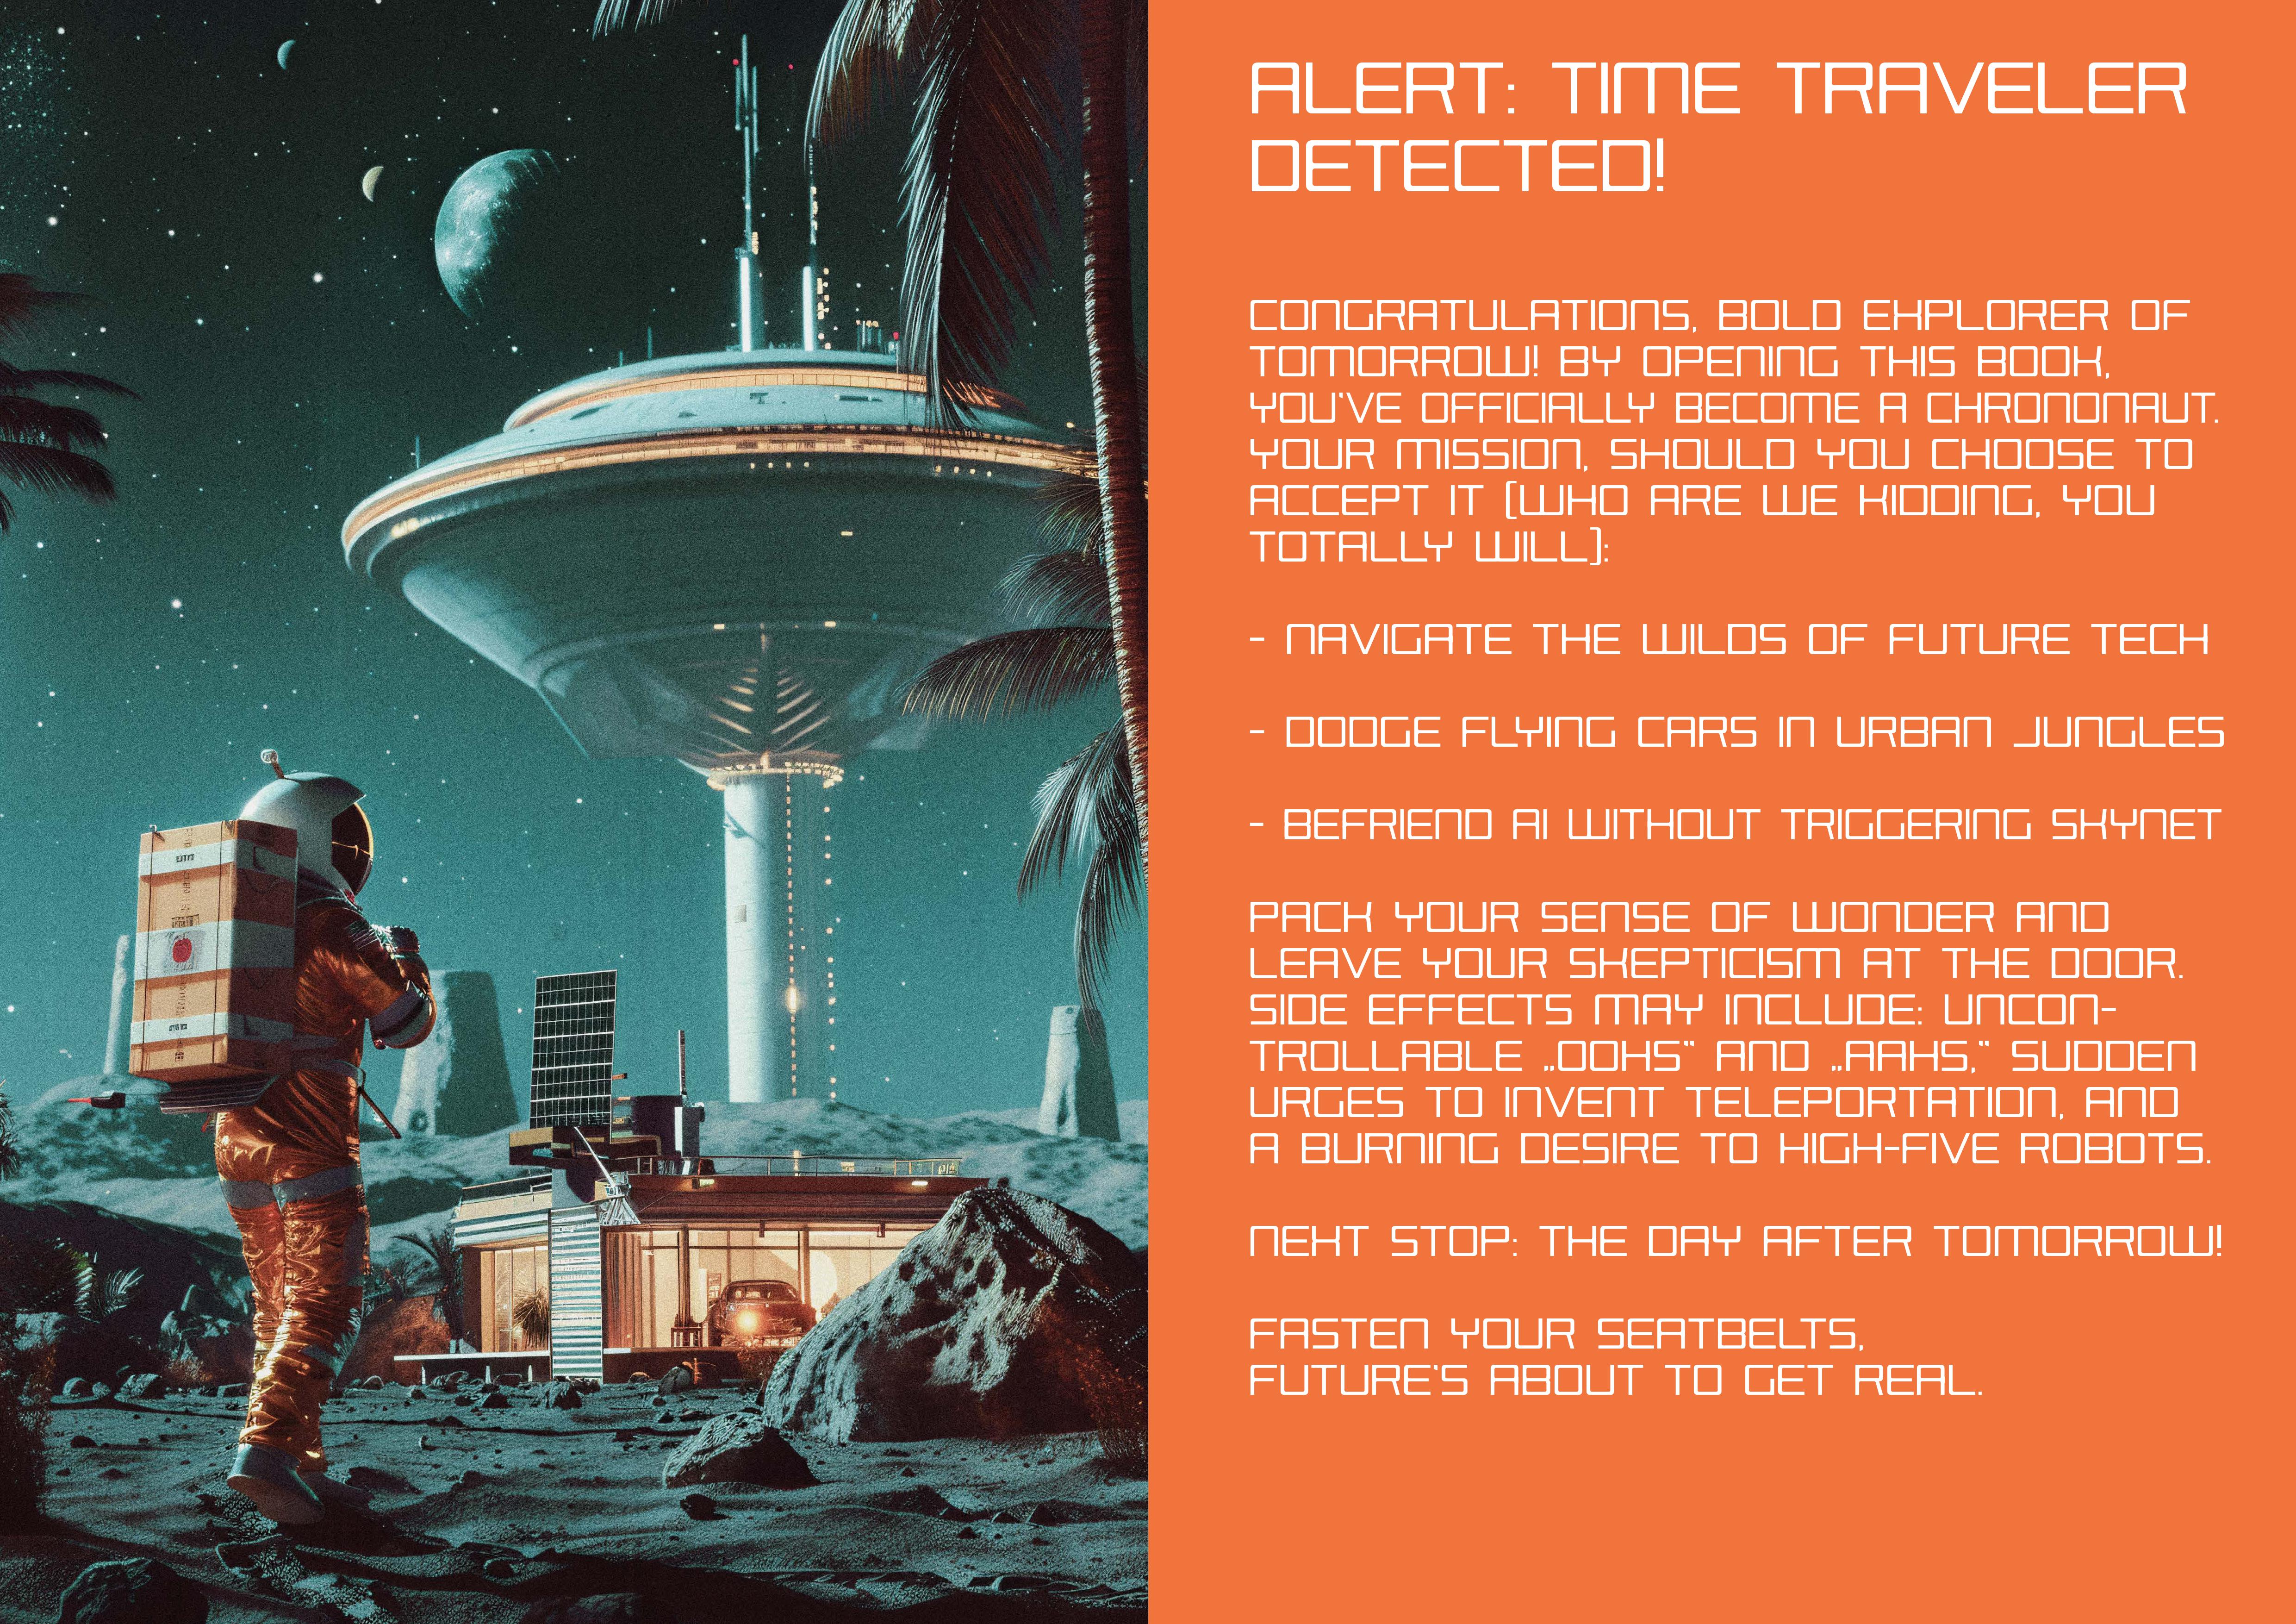 ALERT: TIME TRAVELER
DETECTED!
CONGRATULATIONS, BOLD EXPLORER OF
TOMORROW! BY OPENING THIS BOOK,
YOU'VE OFFICIALLY BECOME A CHRONONAUT.
YOUR MISSION, SHOULD YOU CHOOSE TO
ACCEPT IT (WHO ARE WE KIDDING, YOU
TOTALLY WILL):
- NAVIGATE THE WILDS OF FUTURE TECH
- DODGE FLYING CARS IN URBAN JUNGLES
- BEFRIEND AI WITHOUT TRIGGERING SKYNET
PACK YOUR SENSE OF WONDER AND
LEAVE YOUR SKEPTICISM AT THE DOOR.
SIDE EFFECTS MAY INCLUDE: UNCON-
TROLLABLE „OOHS“ AND „AAHS,“ SUDDEN
URGES TO INVENT TELEPORTATION, AND
A BURNING DESIRE TO HIGH-FIVE ROBOTS.
NEXT STOP: THE DAY AFTER TOMORROW!
FASTEN YOUR SEATBELTS,
FUTURE'S ABOUT TO GET REAL.